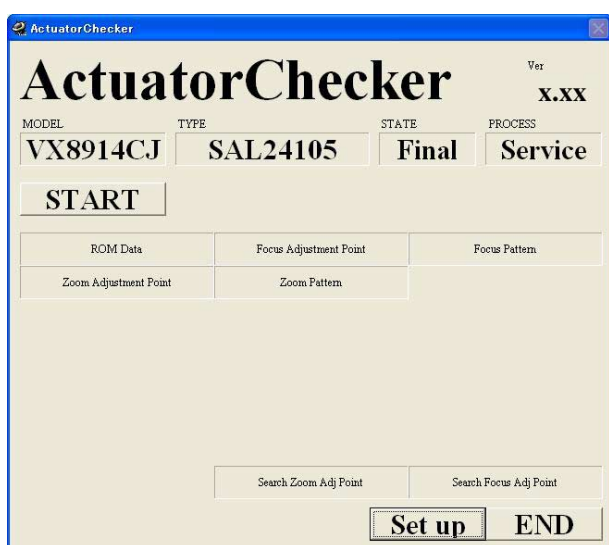 ActuatorChecker
ActuatorChecker
Ver
x.xx
MODEL TYPE STATE PROCESS
VX8914CJ SAL24105 Final Service
START
ROM Data Focus Adjustment Point Focus Pattern
Zoom Adjustment Point Zoom Pattern
Search Zoom Adj Point Search Focus Adj Point
Set up END